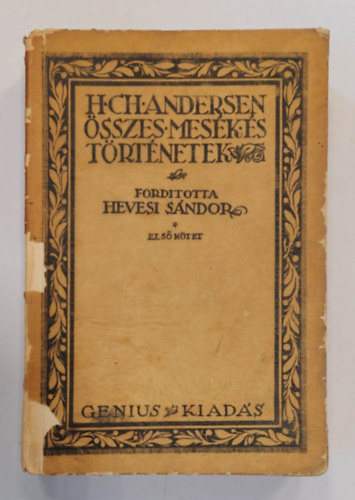 H·CH·ANDERSEN
ÖSSZES·MESÉK·ÉS
TÖRTÉNETEK
FORDITOTTA
HEVESI SÁNDOR
ELSŐ KÖTET
GENIUS KIADÁS